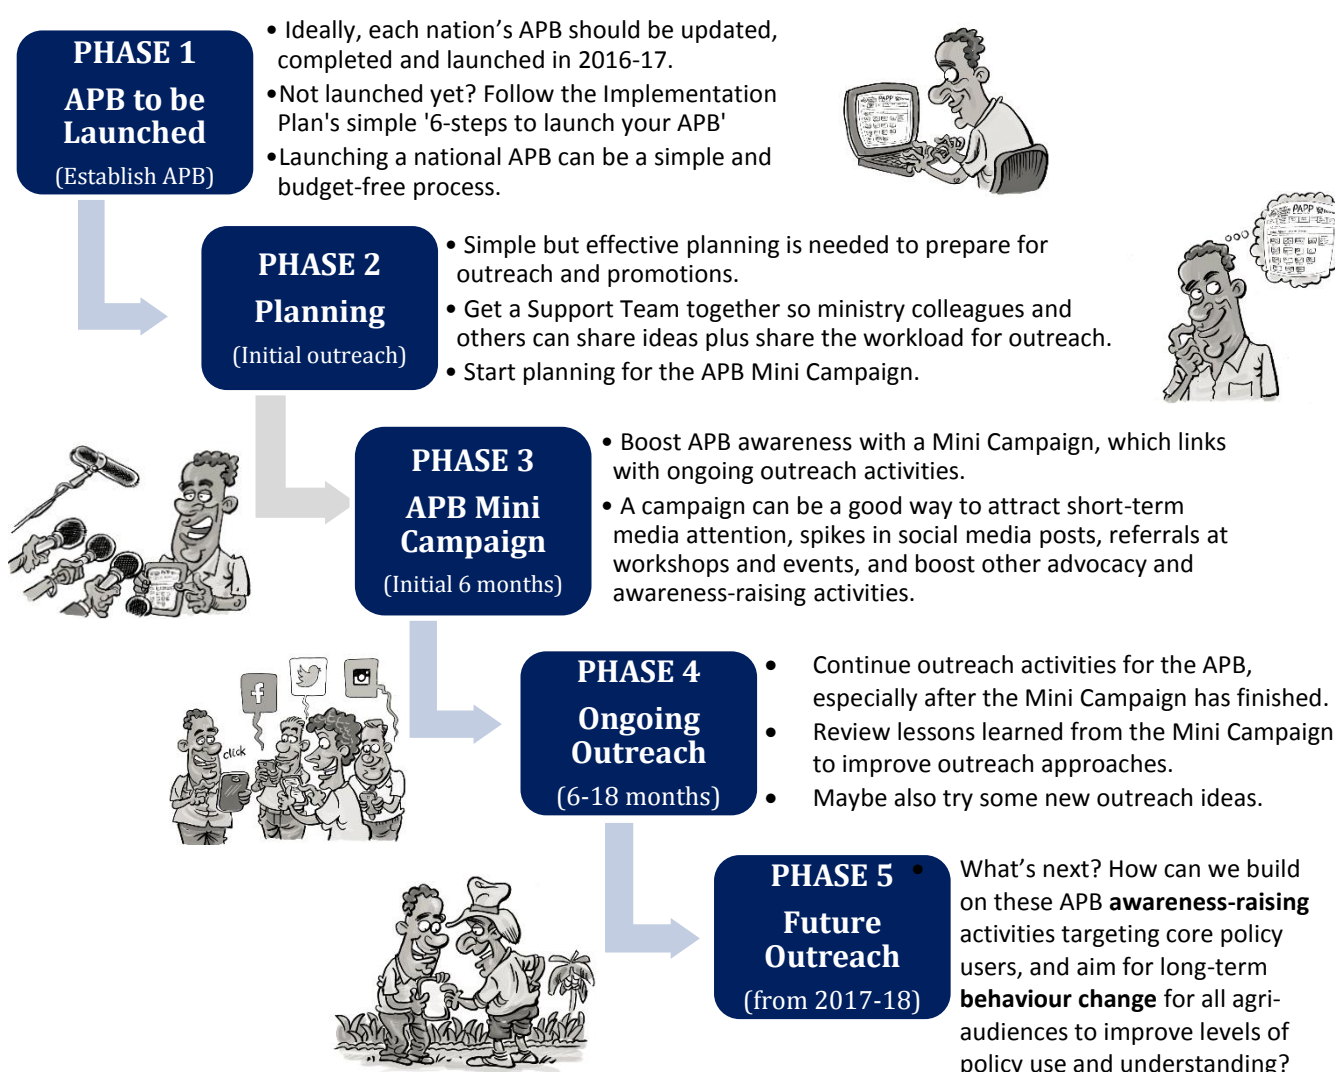 PHASE 1
APB to be
Launched
(Establish APB)
• Ideally, each nation’s APB should be updated,
completed and launched in 2016-17.
•Not launched yet? Follow the Implementation
Plan's simple '6-steps to launch your APB'
•Launching a national APB can be a simple and
budget-free process.
PAPP
PHASE 2
Planning
(Initial outreach)
• Simple but effective planning is needed to prepare for
outreach and promotions.
• Get a Support Team together so ministry colleagues and
others can share ideas plus share the workload for outreach.
• Start planning for the APB Mini Campaign.
PAPP
PHASE 3
APB Mini
Campaign
(Initial 6 months)
• Boost APB awareness with a Mini Campaign, which links
with ongoing outreach activities.
• A campaign can be a good way to attract short-term
media attention, spikes in social media posts, referrals at
workshops and events, and boost other advocacy and
awareness-raising activities.
f
click
PHASE 4
Ongoing
Outreach
(6-18 months)
• Continue outreach activities for the APB,
especially after the Mini Campaign has finished.
• Review lessons learned from the Mini Campaign
to improve outreach approaches.
• Maybe also try some new outreach ideas.
PHASE 5
Future
Outreach
(from 2017-18)
• What’s next? How can we build
on these APB awareness-raising
activities targeting core policy
users, and aim for long-term
behaviour change for all agri-
audiences to improve levels of
policy use and understanding?